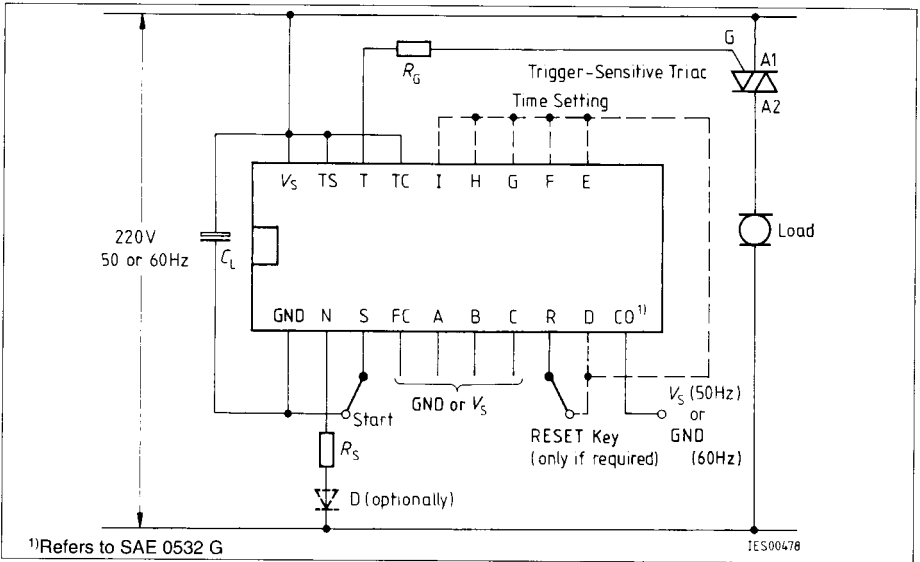 G
A1
R_G
Trigger-Sensitive Triac
A2
Time Setting
V_S TS T TC I H G F E
220V
50 or 60Hz
C_L
Load
GND N S FC A B C R D CO 1)
GND or V_S
Start
V_S (50Hz)
or
GND
(60Hz)
RESET Key
(only if required)
R_S
D (optionally)
1)Refers to SAE 0532 G
IES00478